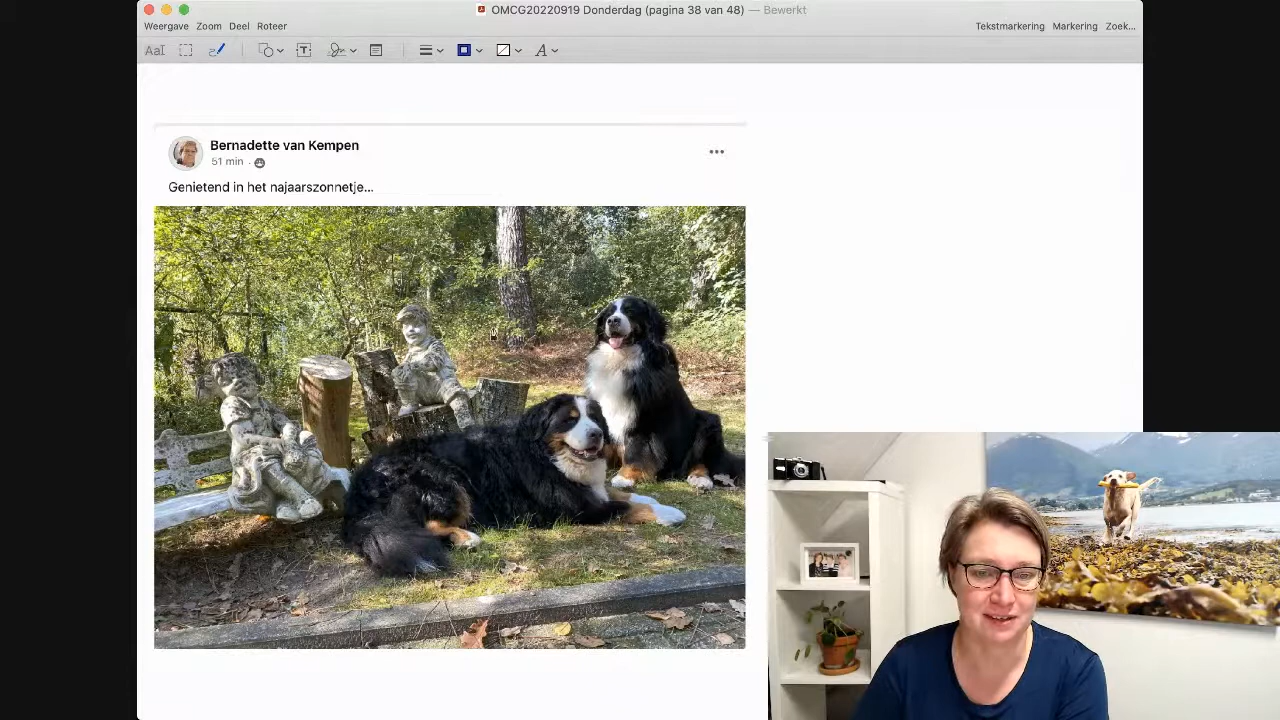 OMCG20220919 Donderdag (pagina 38 van 48) — Bewerkt
Weergave Zoom Deel Roteer
Tekstmarkering Markering Zoek...
AaI
T
A
Bernadette van Kempen
51 min ·
Genietend in het najaarszonnetje...